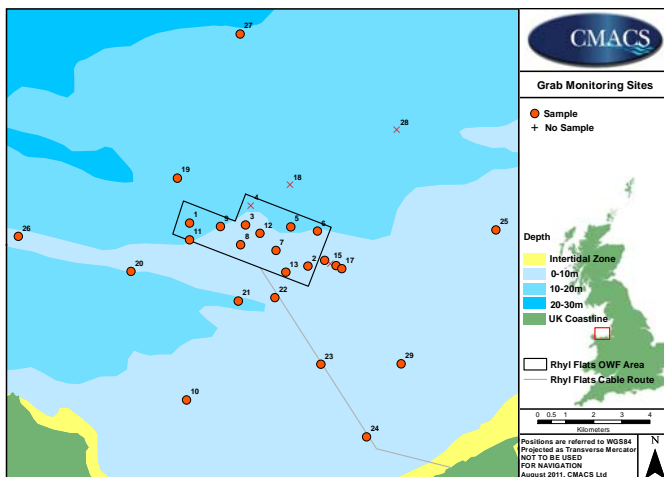 27
28
18
19
4
1
9
3
5
6
12
11
8
7
26
25
15
2
17
13
20
21
22
23
29
10
24
CMACS
Grab Monitoring Sites
Sample
No Sample
Depth
Intertidal Zone
0-10m
10-20m
20-30m
UK Coastline
Rhyl Flats OWF Area
Rhyl Flats Cable Route
0 0.5 1 2 3 4
Kilometers
Positions are referred to WGS84
Projected as Transverse Mercator
NOT TO BE USED
FOR NAVIGATION
August 2011, CMACS Ltd
N